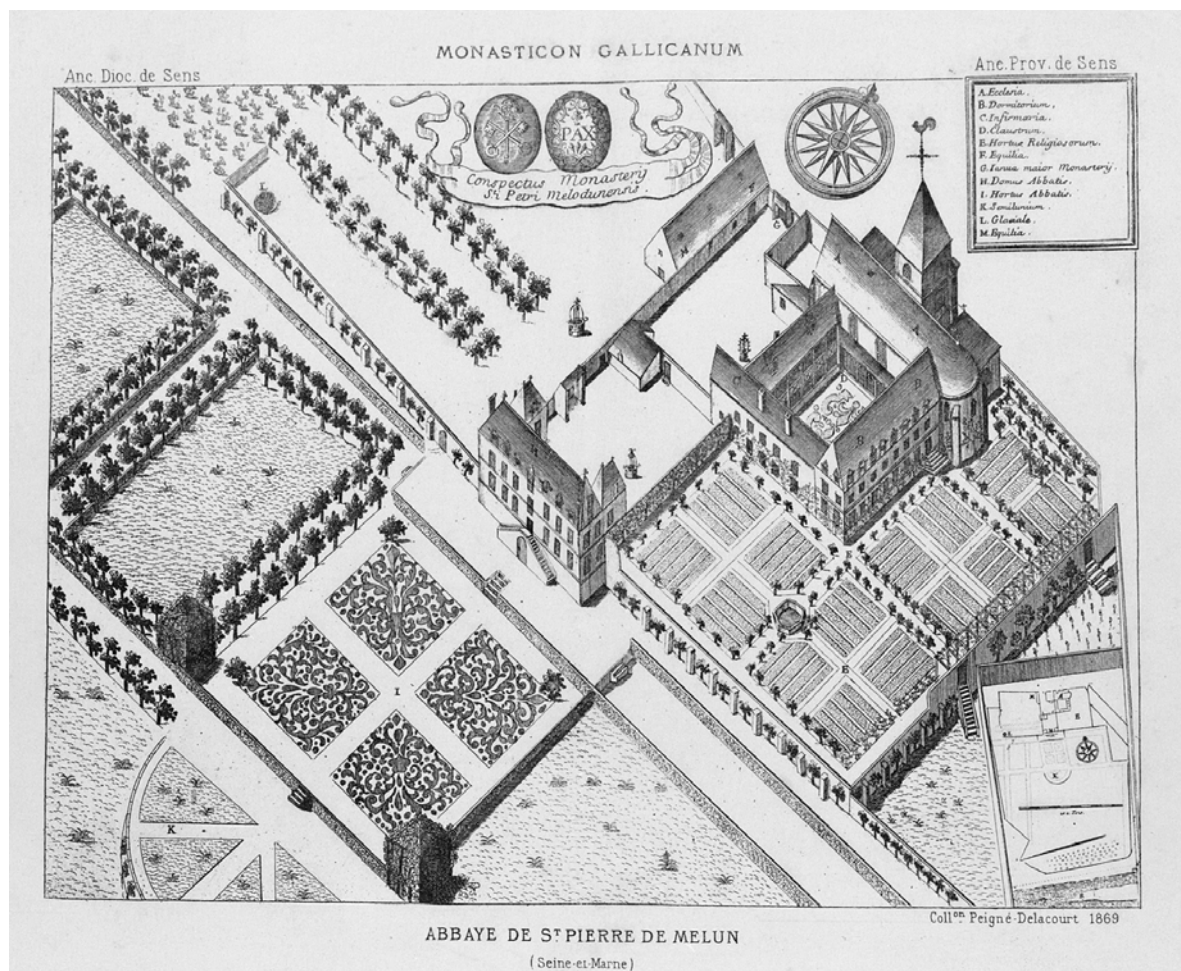 MONASTICON GALLICANUM
Anc. Dioc. de Sens
Anc. Prov. de Sens
PAX
Conspectus Monastery
Sti Petri Melodunensis.
A. Ecclesia.
B. Dormitorium.
C. Infirmaria.
D. Claustrum.
E. Hortus Religiosorum.
F. Equilia.
G. Ianua maior Monasterij.
H. Domus Abbatis.
I. Hortus Abbatis.
K. Semilunium.
L. Glaciale.
M. Equilia.
G
M
A
C
B
B
H
E
E
I
K
E
K
Collon. Peigné-Delacourt 1869
ABBAYE DE ST. PIERRE DE MELUN
(Seine-et-Marne)